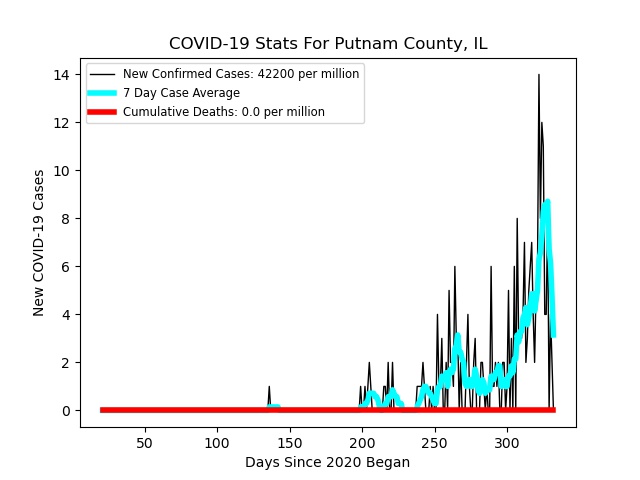 COVID-19 Stats For Putnam County, IL
New Confirmed Cases: 42200 per million
7 Day Case Average
Cumulative Deaths: 0.0 per million
New COVID-19 Cases
14
12
10
8
6
4
2
0
50 100 150 200 250 300
Days Since 2020 Began